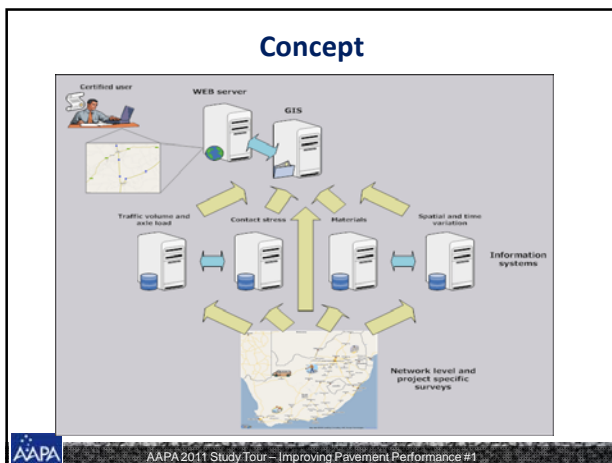 Concept
Certified user
WEB server
GIS
Traffic volume and
axle load
Contact stress
Materials
Spatial and time
variation
Information
systems
Network level and
project specific
surveys
AAPA
AAPA 2011 Study Tour – Improving Pavement Performance #1